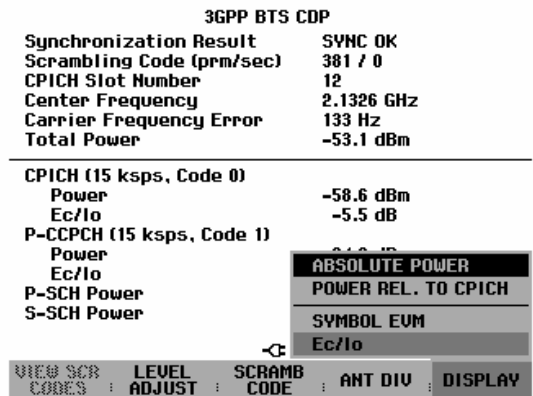 3GPP BTS CDP
Synchronization Result SYNC OK
Scrambling Code (prm/sec) 381 / 0
CPICH Slot Number 12
Center Frequency 2.1326 GHz
Carrier Frequency Error 133 Hz
Total Power -53.1 dBm
CPICH (15 ksps, Code 0)
Power -58.6 dBm
Ec/Io -5.5 dB
P-CCPCH (15 ksps, Code 1)
Power
Ec/Io
P-SCH Power
S-SCH Power
ABSOLUTE POWER
POWER REL. TO CPICH
SYMBOL EVM
Ec/Io
VIEW SCR CODES
LEVEL ADJUST
SCRAMB CODE
ANT DIV
DISPLAY